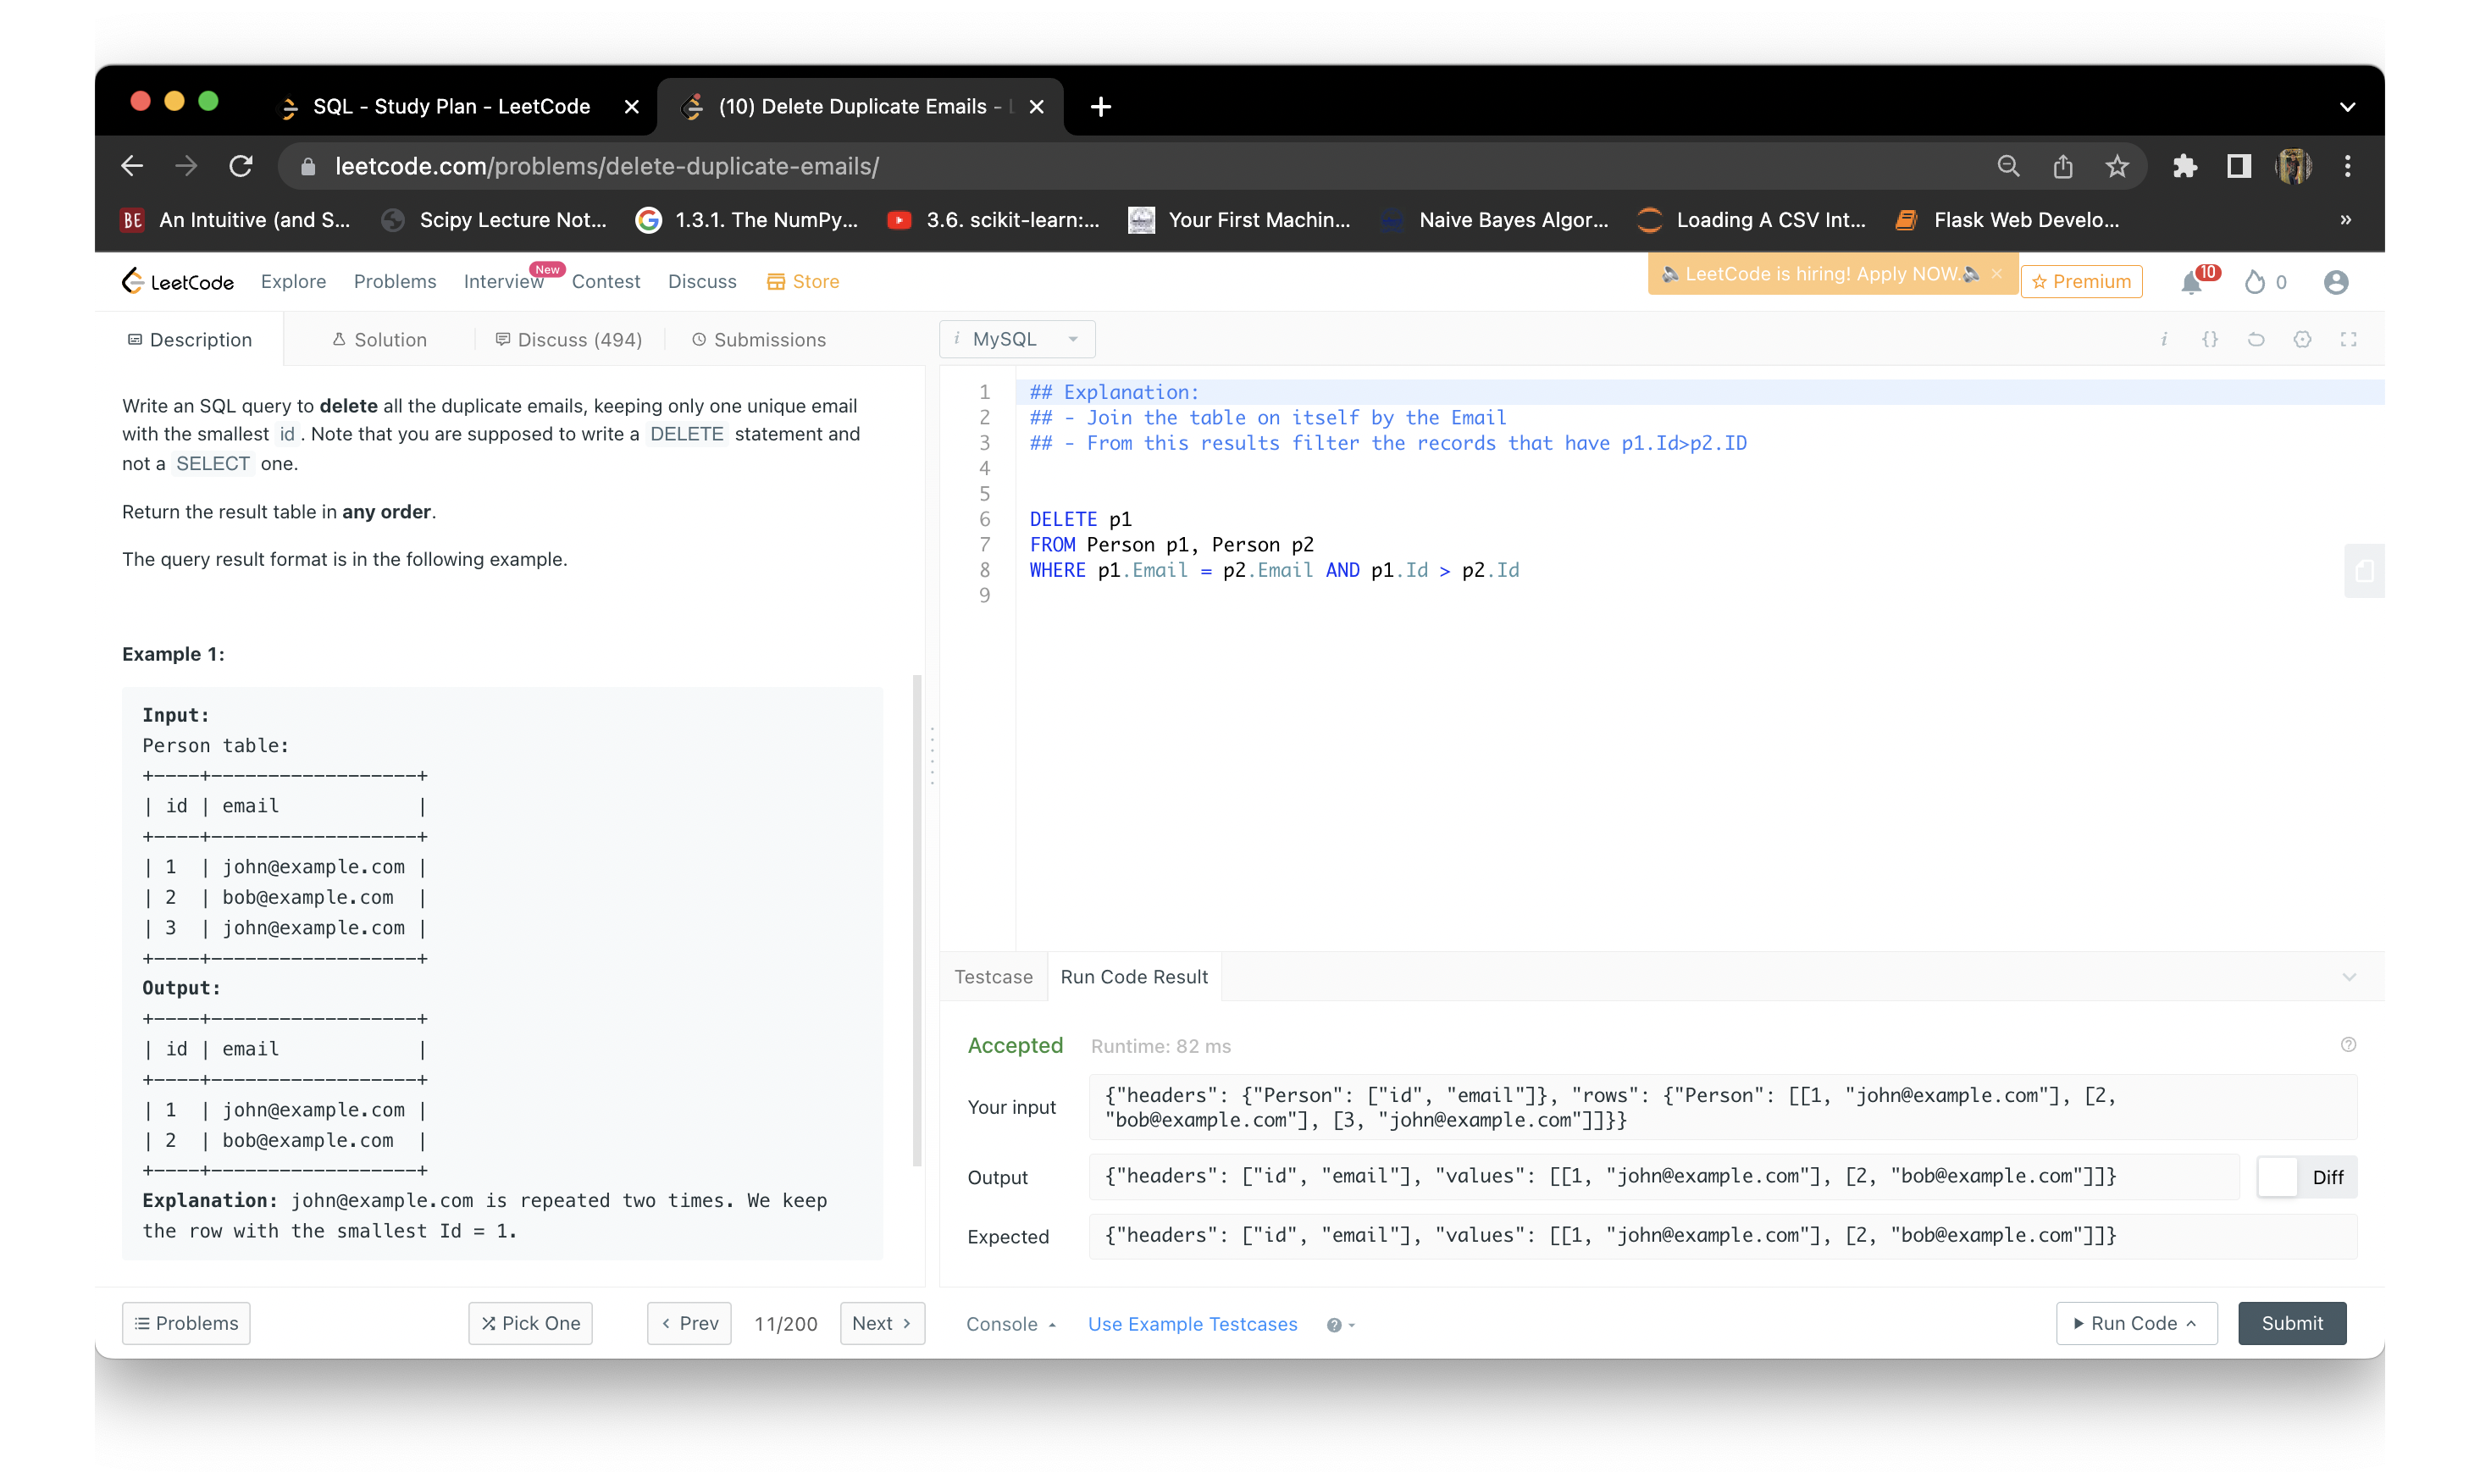 SQL - Study Plan - LeetCode
(10) Delete Duplicate Emails -
leetcode.com/problems/delete-duplicate-emails/
BE An Intuitive (and S...
Scipy Lecture Not...
1.3.1. The NumPy...
3.6. scikit-learn:...
Your First Machin...
Naive Bayes Algor...
Loading A CSV Int...
Flask Web Develo...
»
LeetCode Explore Problems Interview New Contest Discuss Store
LeetCode is hiring! Apply NOW. ×
Premium
10
0
Description Solution Discuss (494) Submissions
Write an SQL query to delete all the duplicate emails, keeping only one unique email
with the smallest id . Note that you are supposed to write a DELETE statement and
not a SELECT one.
Return the result table in any order.
The query result format is in the following example.
Example 1:
Input:
Person table:
+----+------------------+
| id | email            |
+----+------------------+
| 1  | john@example.com |
| 2  | bob@example.com  |
| 3  | john@example.com |
+----+------------------+
Output:
+----+------------------+
| id | email            |
+----+------------------+
| 1  | john@example.com |
| 2  | bob@example.com  |
+----+------------------+
Explanation: john@example.com is repeated two times. We keep
the row with the smallest Id = 1.
Problems Pick One Prev 11/200 Next
i MySQL
i {}
1 ## Explanation:
2 ## - Join the table on itself by the Email
3 ## - From this results filter the records that have p1.Id>p2.ID
4
5
6 DELETE p1
7 FROM Person p1, Person p2
8 WHERE p1.Email = p2.Email AND p1.Id > p2.Id
9
Testcase Run Code Result
Accepted Runtime: 82 ms
Your input
{"headers": {"Person": ["id", "email"]}, "rows": {"Person": [[1, "john@example.com"], [2,
"bob@example.com"], [3, "john@example.com"]]}}
Output
{"headers": ["id", "email"], "values": [[1, "john@example.com"], [2, "bob@example.com"]]}
Diff
Expected
{"headers": ["id", "email"], "values": [[1, "john@example.com"], [2, "bob@example.com"]]}
Console Use Example Testcases Run Code Submit